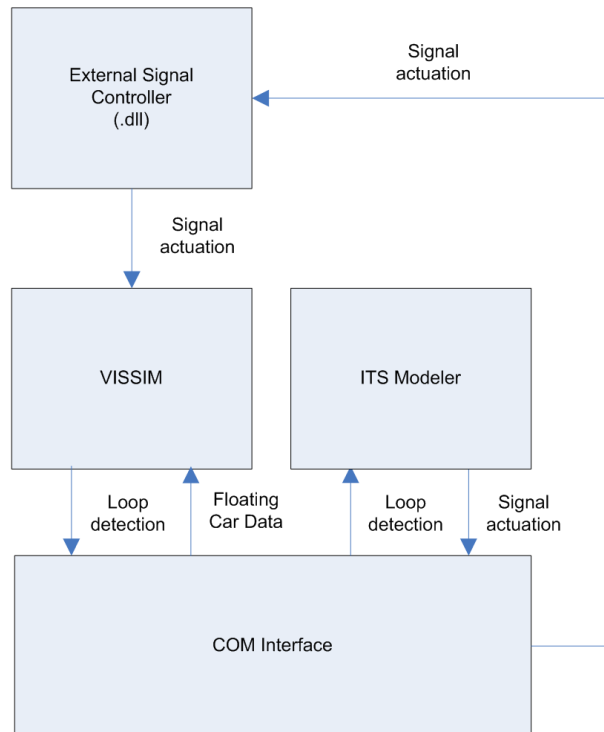 External Signal
Controller
(.dll)
Signal
actuation
Signal
actuation
VISSIM
ITS Modeler
Loop
detection
Floating
Car Data
Loop
detection
Signal
actuation
COM Interface